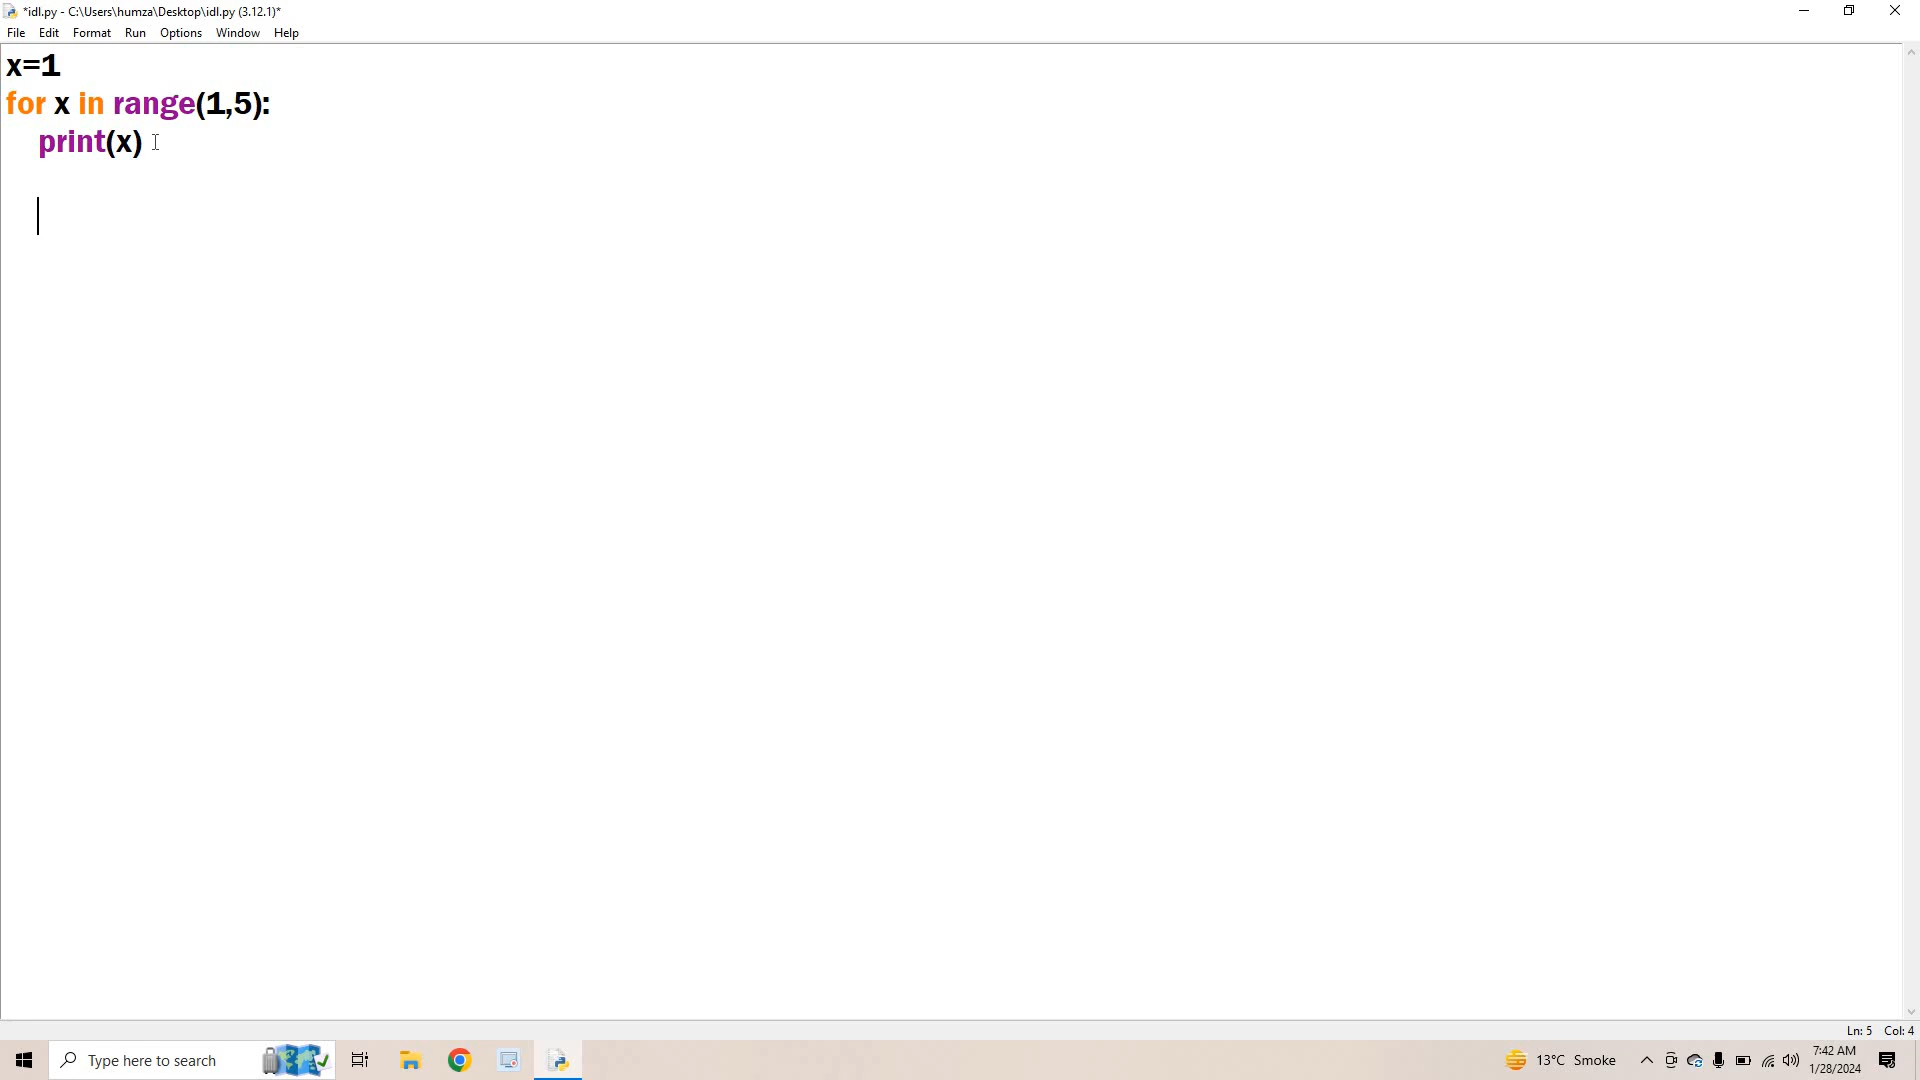 *idl.py - C:\Users\humza\Desktop\idl.py (3.12.1)*
File Edit Format Run Options Window Help
x=1
for x in range(1,5):
    print(x)
Ln: 5 Col: 4
Type here to search
13°C Smoke
7:42 AM
1/28/2024